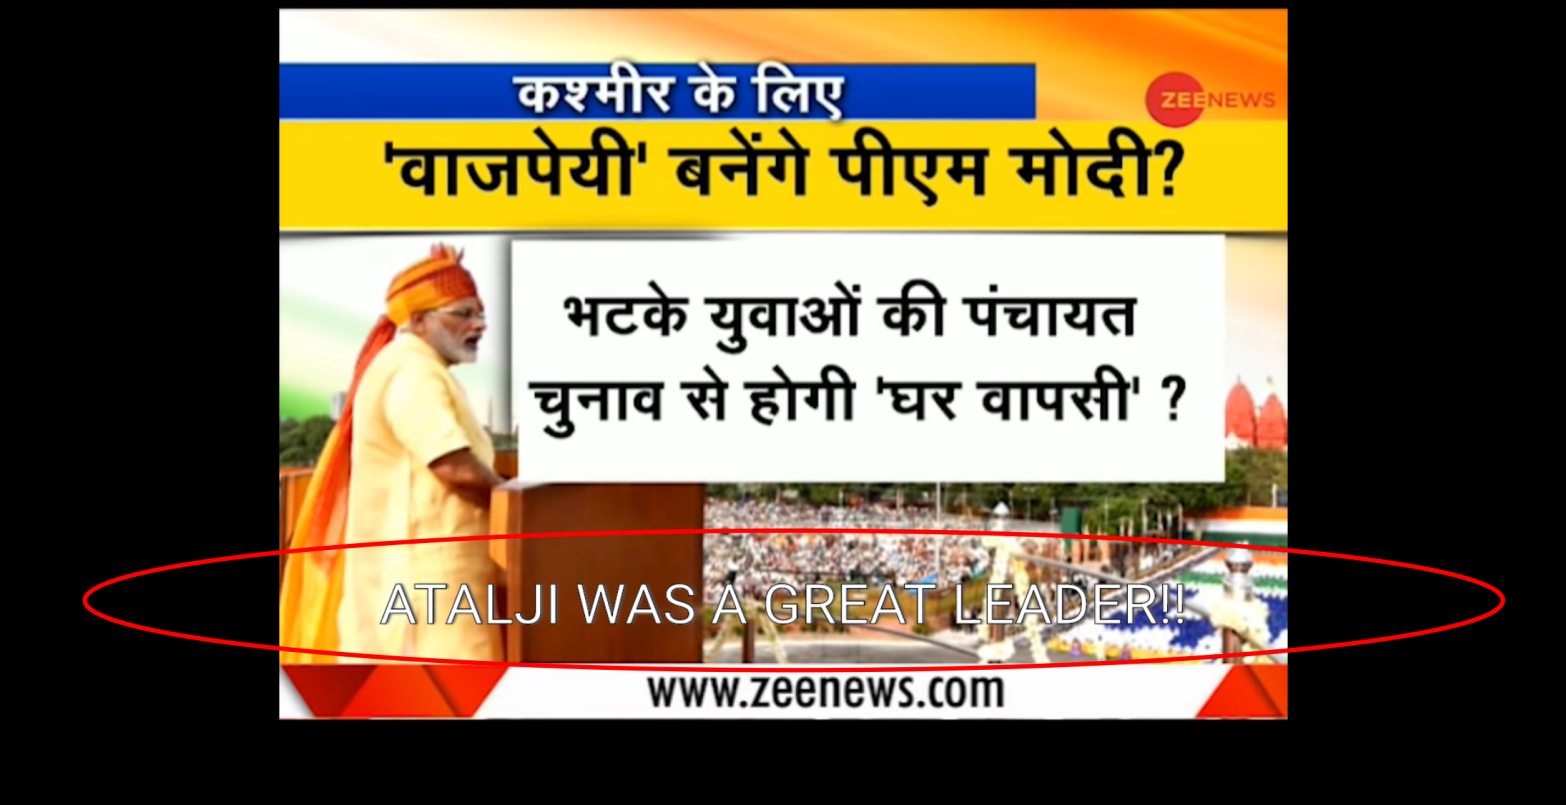 कश्मीर के लिए
ZEENEWS
'वाजपेयी' बनेंगे पीएम मोदी?
भटके युवाओं की पंचायत
चुनाव से होगी 'घर वापसी' ?
ATALJI WAS A GREAT LEADER!!
www.zeenews.com